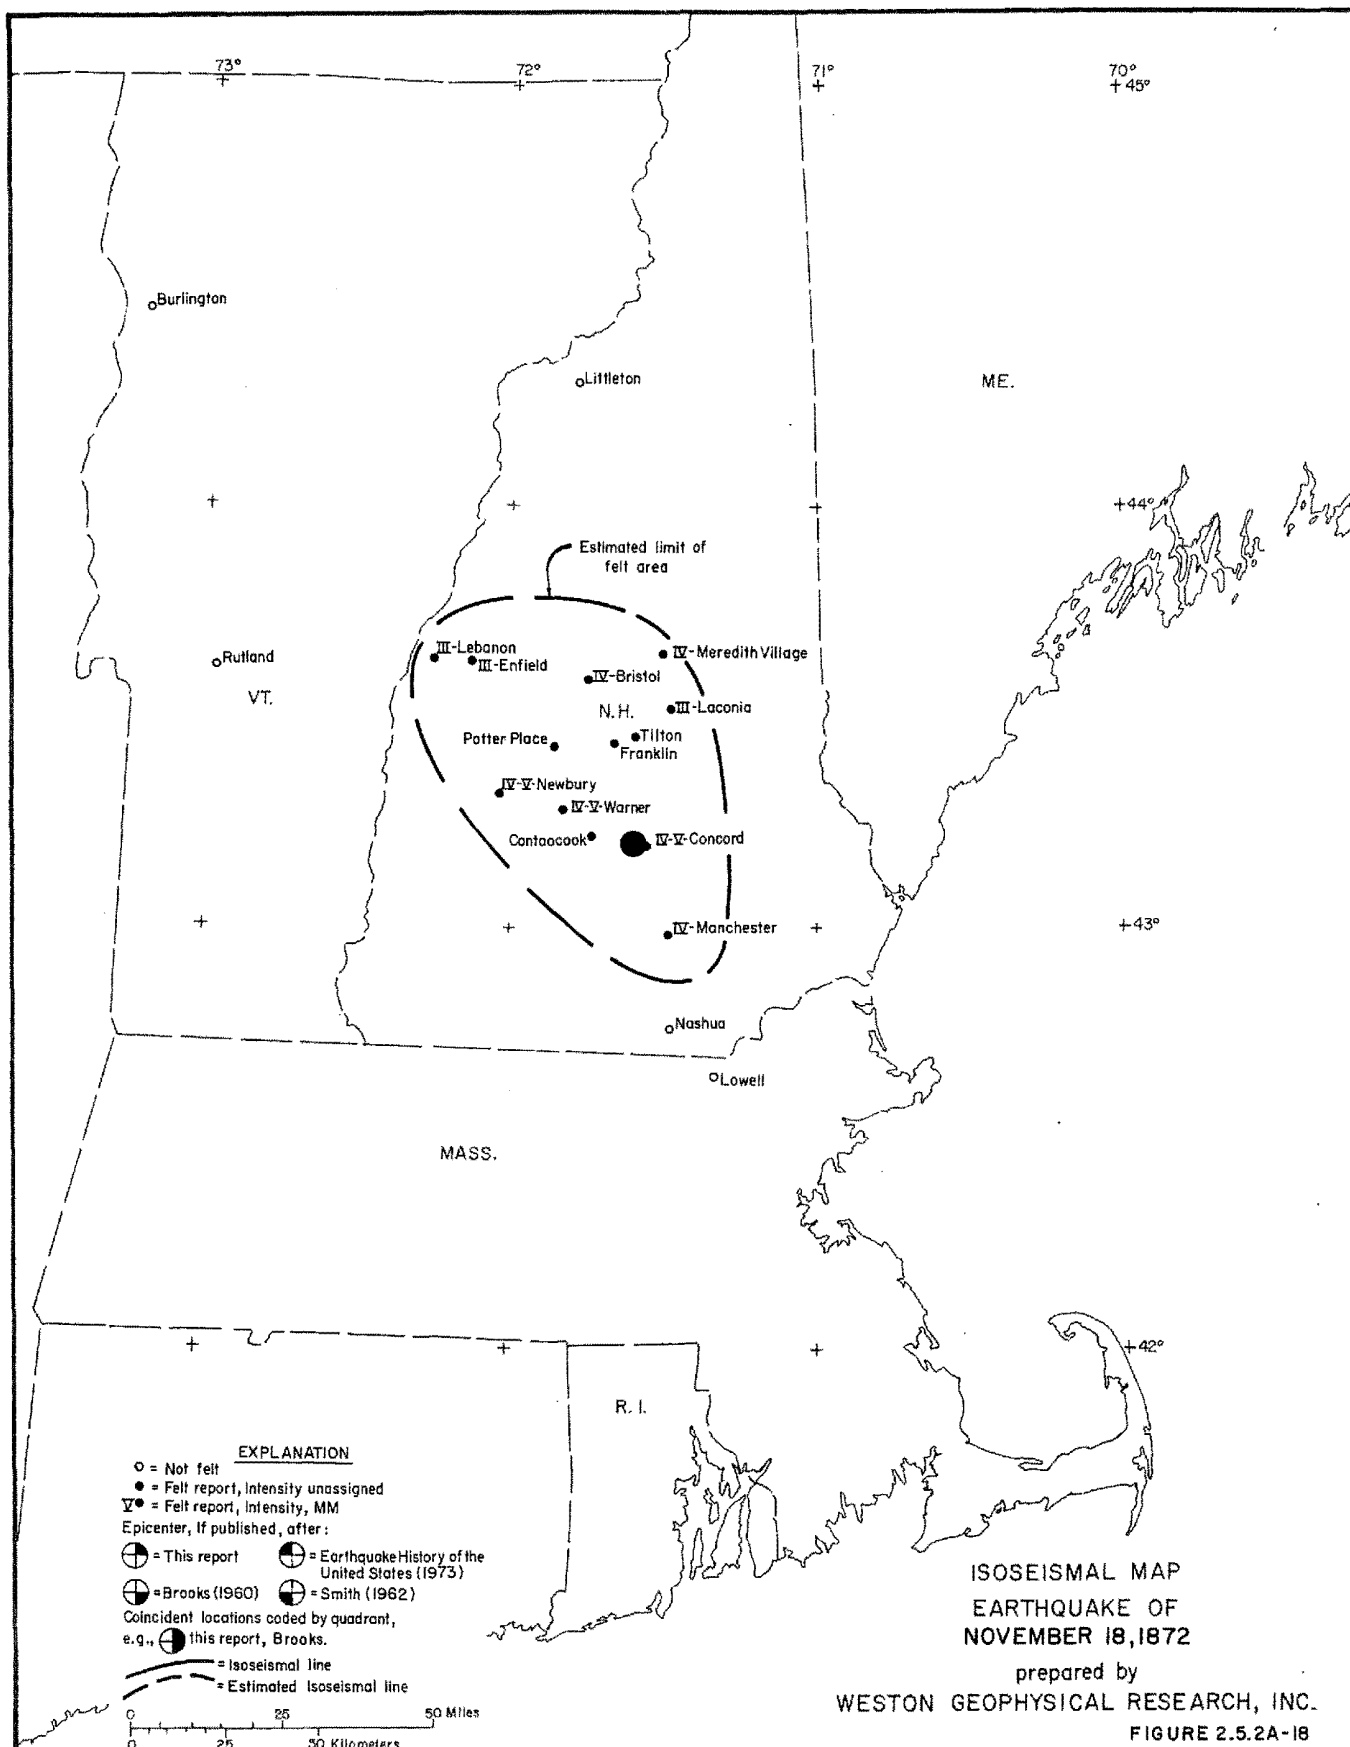 73°
72°
71°
70°
45°
Burlington
Littleton
ME.
44°
Estimated limit of
felt area
III-Lebanon
III-Enfield
IV-Meredith Village
Rutland
IV-Bristol
VT.
N.H.
III-Laconia
Potter Place
Tilton
Franklin
IV-V-Newbury
IV-V-Warner
Contoocook
IV-V-Concord
IV-Manchester
43°
Nashua
Lowell
MASS.
42°
R. I.
EXPLANATION
= Not felt
= Felt report, Intensity unassigned
V = Felt report, Intensity, MM
Epicenter, If published, after:
= This report
= Earthquake History of the
United States (1973)
= Brooks (1960)
= Smith (1962)
Coincident locations coded by quadrant,
e.g., this report, Brooks.
= Isoseismal line
= Estimated Isoseismal line
0 25 50 Miles
0 25 50 Kilometers
ISOSEISMAL MAP
EARTHQUAKE OF
NOVEMBER 18, 1872
prepared by
WESTON GEOPHYSICAL RESEARCH, INC.
FIGURE 2.5.2A-18